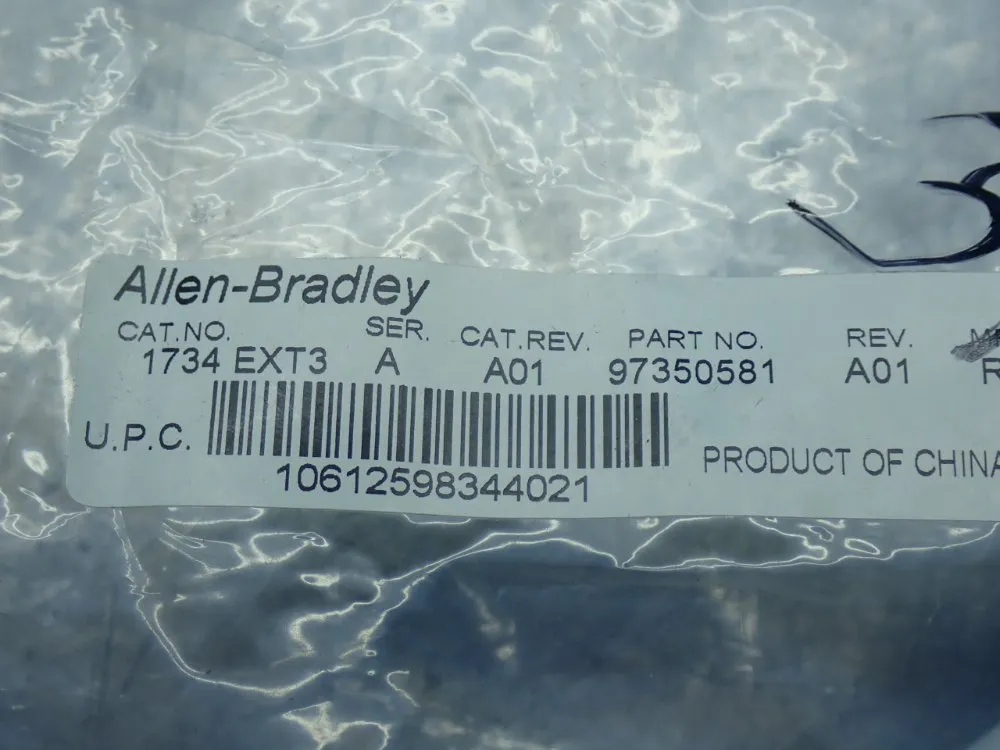 Allen-Bradley
CAT.NO. SER. CAT.REV. PART NO. REV.
1734 EXT3 A A01 97350581 A01
U.P.C.
10612598344021
PRODUCT OF CHINA